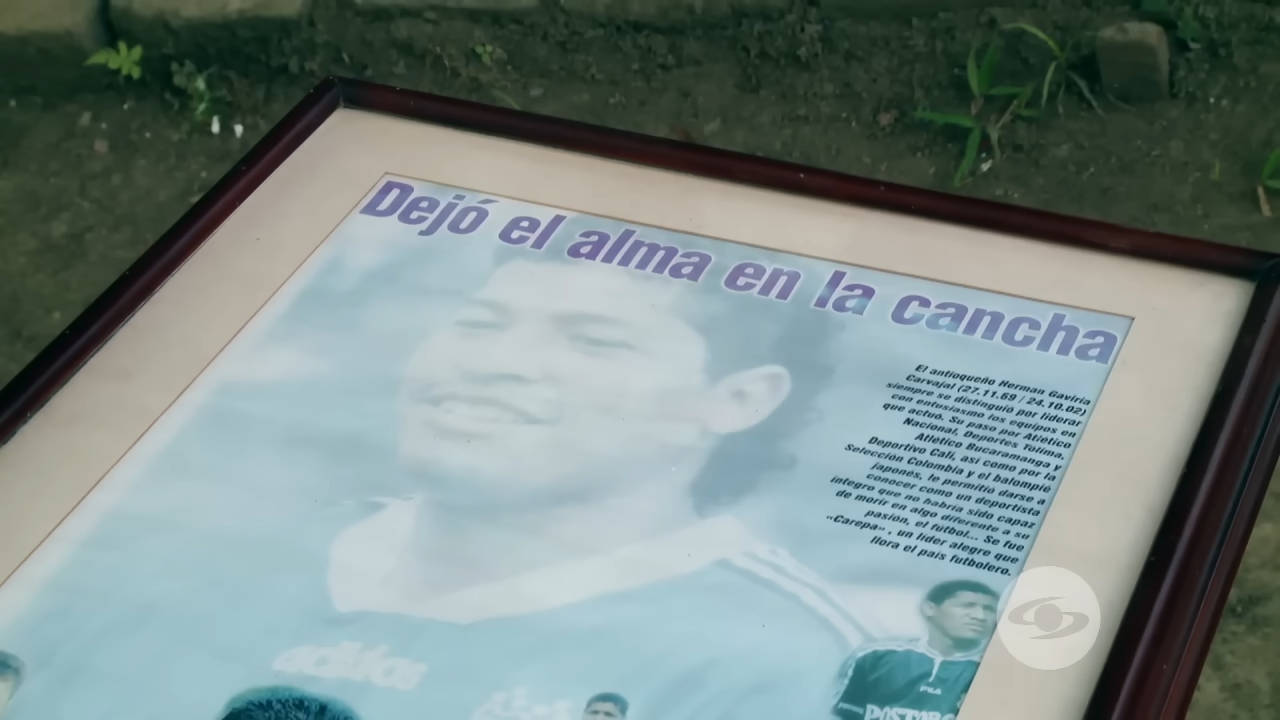 Dejó el alma en la cancha
El antioqueño Herman Gaviria
Carvajal (27.11.69 / 24.10.02)
siempre se distinguió por liderar
con entusiasmo los equipos en
que actuó. Su paso por Atlético
Nacional, Deportes Tolima,
Atlético Bucaramanga y
Deportivo Cali, así como por la
Selección Colombia y el balompié
japonés, le permitió darse a
conocer como un deportista
íntegro que no habría sido capaz
de morir en algo diferente a su
pasión, el fútbol... Se fue
«Carepa» , un líder alegre que
llora el país futbolero.
adidas
FILA